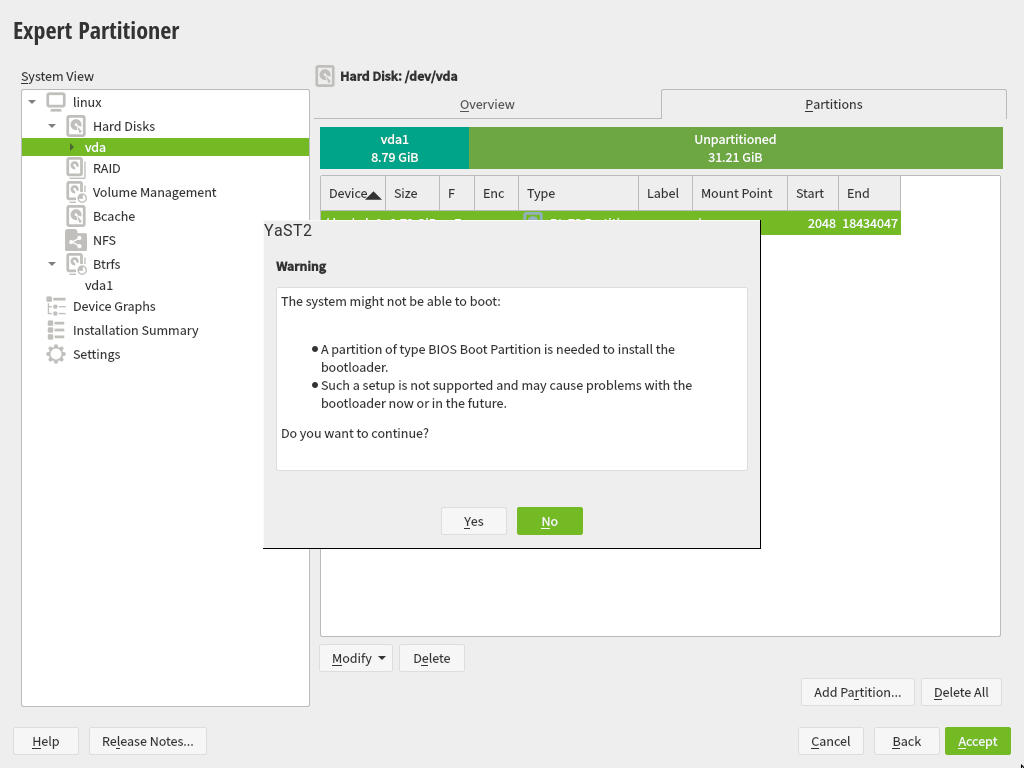 Expert Partitioner
System View
linux
Hard Disks
vda
RAID
Volume Management
Bcache
NFS
Btrfs
vda1
Device Graphs
Installation Summary
Settings
Hard Disk: /dev/vda
Overview
Partitions
vda1
8.79 GiB
Unpartitioned
31.21 GiB
Device Size F Enc Type Label Mount Point Start End
2048 18434047
YaST2
Warning
The system might not be able to boot:
● A partition of type BIOS Boot Partition is needed to install the
bootloader.
● Such a setup is not supported and may cause problems with the
bootloader now or in the future.
Do you want to continue?
Yes No
Modify Delete
Add Partition... Delete All
Help Release Notes... Cancel Back Accept